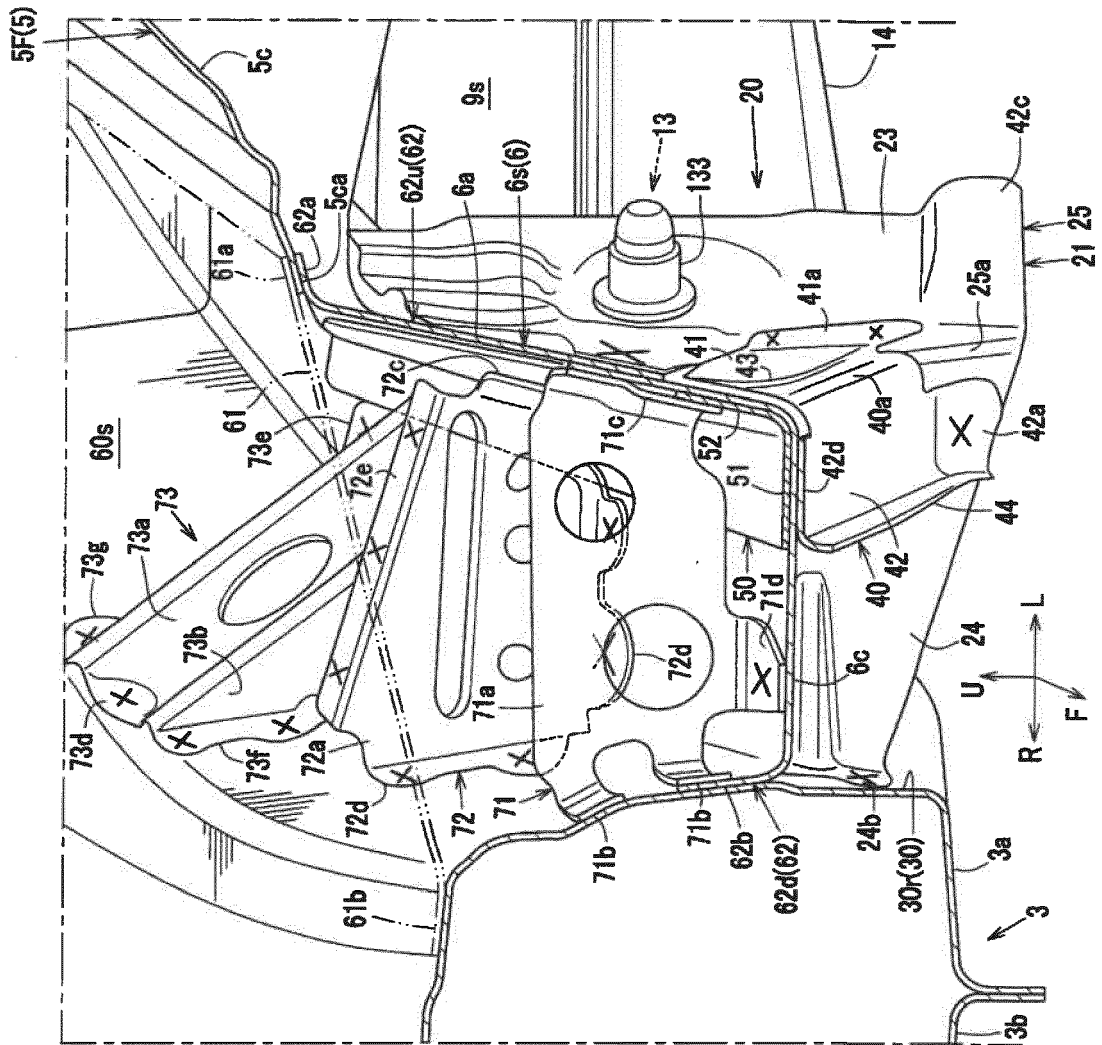 5F(5)
5c
9s
62u(62)
6s(6)
6a
62a
5ca
13
133
20
14
61a
60s
61
73e
73
73a
73g
73b
73d
73f
72a
72d
72
71
71a
72e
72c
71c
52
51
42d
41
43
41a
40a
23
42c
25
21
25a
42a
44
42
40
50
71d
72d
6c
24
U
L
R
F
71b
71b
62b
62d(62)
24b
30r(30)
3a
3
3b
61b